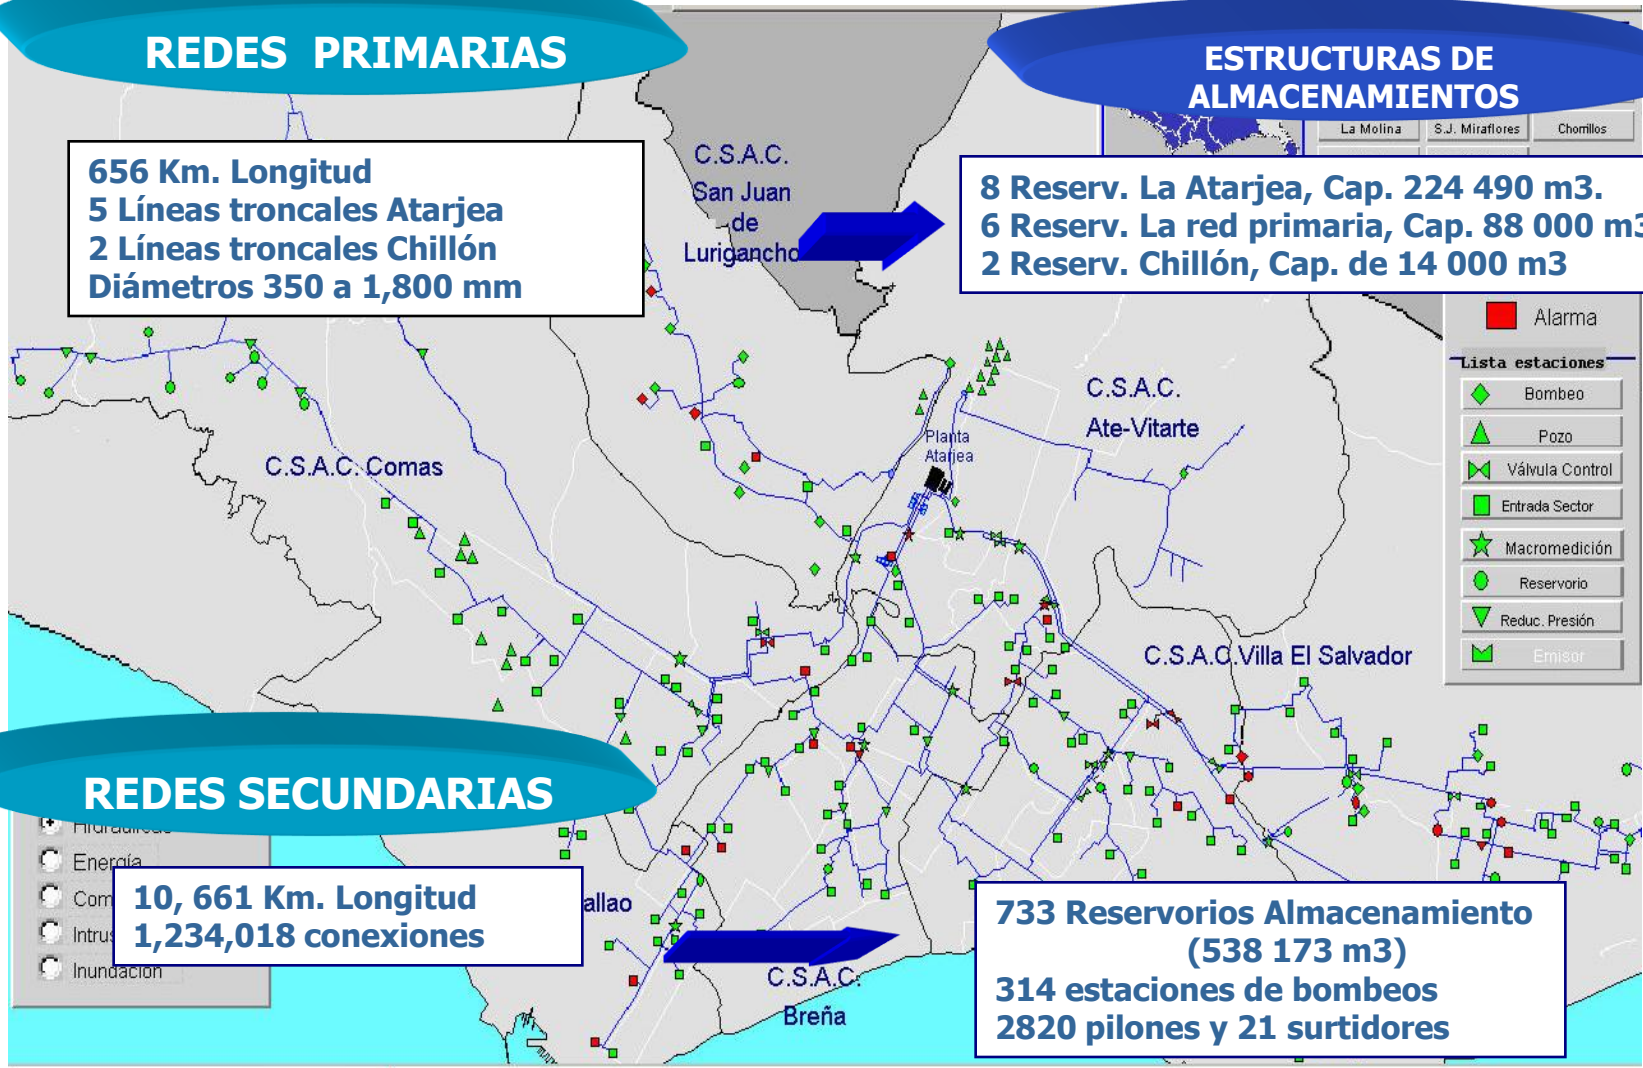 REDES PRIMARIAS
ESTRUCTURAS DE
ALMACENAMIENTOS
La Molina
S.J. Miraflores
Chorrillos
656 Km. Longitud
5 Líneas troncales Atarjea
2 Líneas troncales Chillón
Diámetros 350 a 1,800 mm
C.S.A.C.
San Juan
de
Lurigancho
8 Reserv. La Atarjea, Cap. 224 490 m3.
6 Reserv. La red primaria, Cap. 88 000 m3
2 Reserv. Chillón, Cap. de 14 000 m3
Alarma
Lista estaciones
Bombeo
Pozo
Válvula Control
Entrada Sector
Macromedición
Reservorio
Reduc. Presión
Emisor
C.S.A.C.
Ate-Vitarte
Planta
Atarjea
C.S.A.C. Comas
C.S.A.C.Villa El Salvador
REDES SECUNDARIAS
Energía
Inundación
10, 661 Km. Longitud
1,234,018 conexiones
allao
C.S.A.C.
Breña
733 Reservorios Almacenamiento
(538 173 m3)
314 estaciones de bombeos
2820 pilones y 21 surtidores